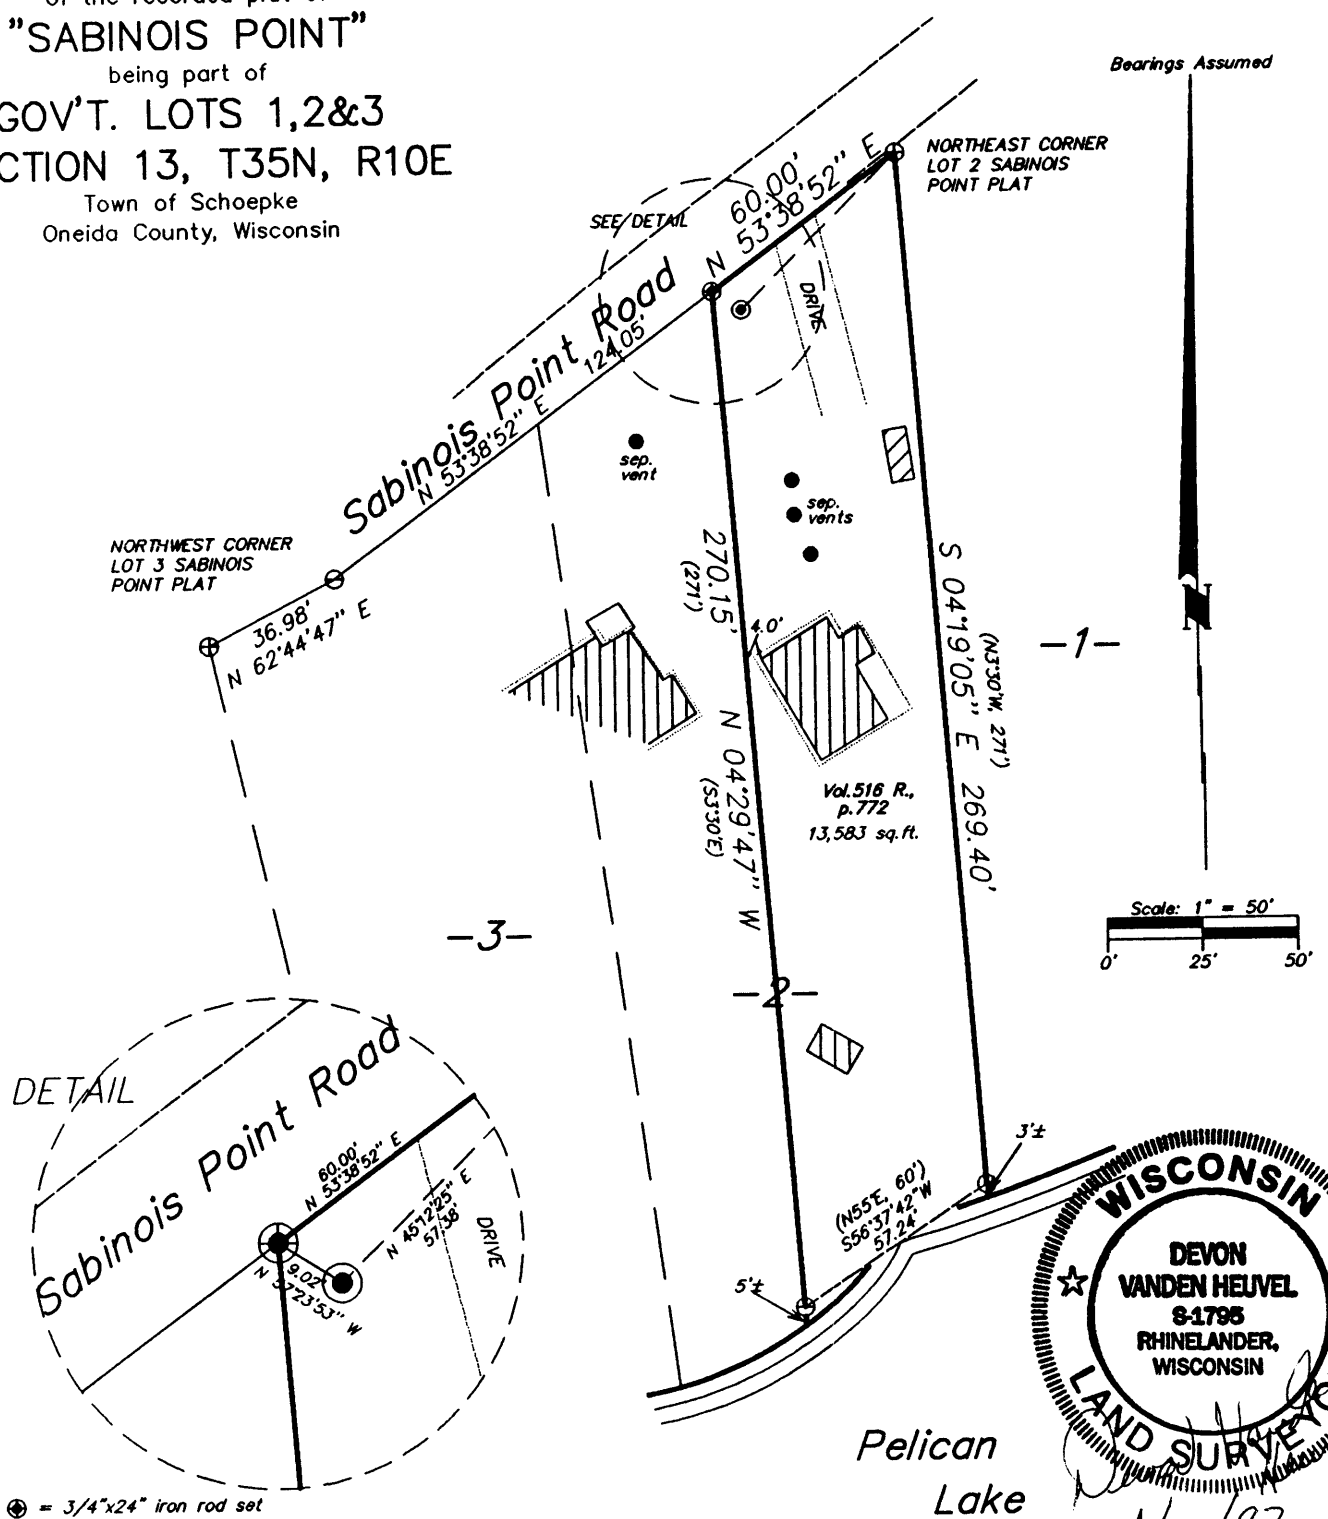 "SABINOIS POINT"
being part of
GOV'T. LOTS 1,2&3
CTION 13, T35N, R10E
Town of Schoepke
Oneida County, Wisconsin
Bearings Assumed
N
NORTHEAST CORNER
LOT 2 SABINOIS
POINT PLAT
SEE DETAIL
60.00'
N 53°38'52" E
DRIVE
Sabinois Point Road
124.05'
N 53°38'52" E
sep.
vent
sep.
vents
NORTHWEST CORNER
LOT 3 SABINOIS
POINT PLAT
36.98'
N 62°44'47" E
270.15' N 04°29'47" W
(271')
(S3°30'E)
4.0'
S 04°19'05" E 269.40'
(N3°30'W, 271')
-1-
Vol.516 R.,
p.772
13,583 sq.ft.
Scale: 1" = 50'
0' 25' 50'
-3-
-2-
DETAIL
Sabinois Point Road
60.00'
N 53°38'52" E
N 45°12'25" E
57.38'
DRIVE
9.02'
N 57°23'53" W
3'±
(N55°E, 60')
S56°37'42"W
57.24'
5'±
WISCONSIN
DEVON
VANDEN HEUVEL
S-1795
RHINELANDER,
WISCONSIN
LAND SURVEYO
Pelican
Lake
= 3/4"x24" iron rod set